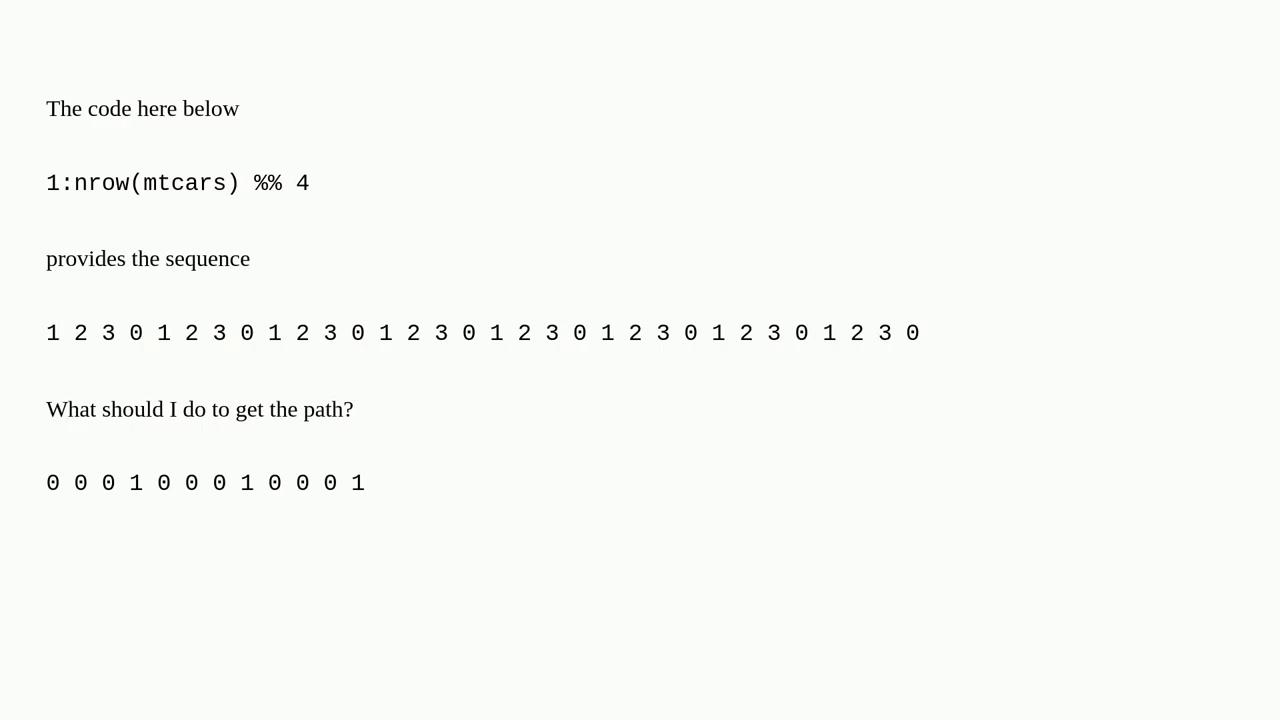 The code here below
1:nrow(mtcars) %% 4
provides the sequence
1 2 3 0 1 2 3 0 1 2 3 0 1 2 3 0 1 2 3 0 1 2 3 0 1 2 3 0 1 2 3 0
What should I do to get the path?
0 0 0 1 0 0 0 1 0 0 0 1